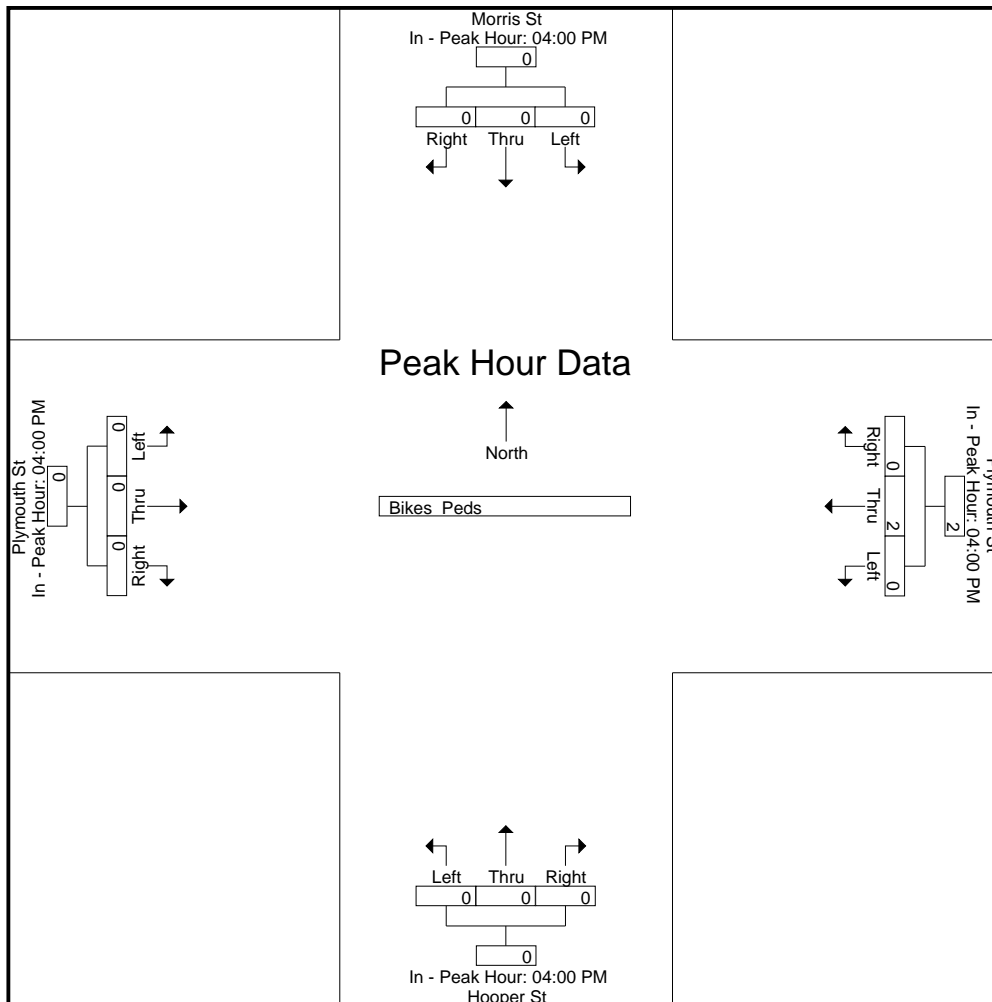 Morris St
In - Peak Hour: 04:00 PM
0
0 0 0
Right Thru Left
Peak Hour Data
North
Bikes Peds
Plymouth St
In - Peak Hour: 04:00 PM
0
0 0 0
Left Thru Right
Right Thru Left
0 2 0
2
In - Peak Hour: 04:00 PM
Plymouth St
Left Thru Right
0 0 0
0
In - Peak Hour: 04:00 PM
Hooper St